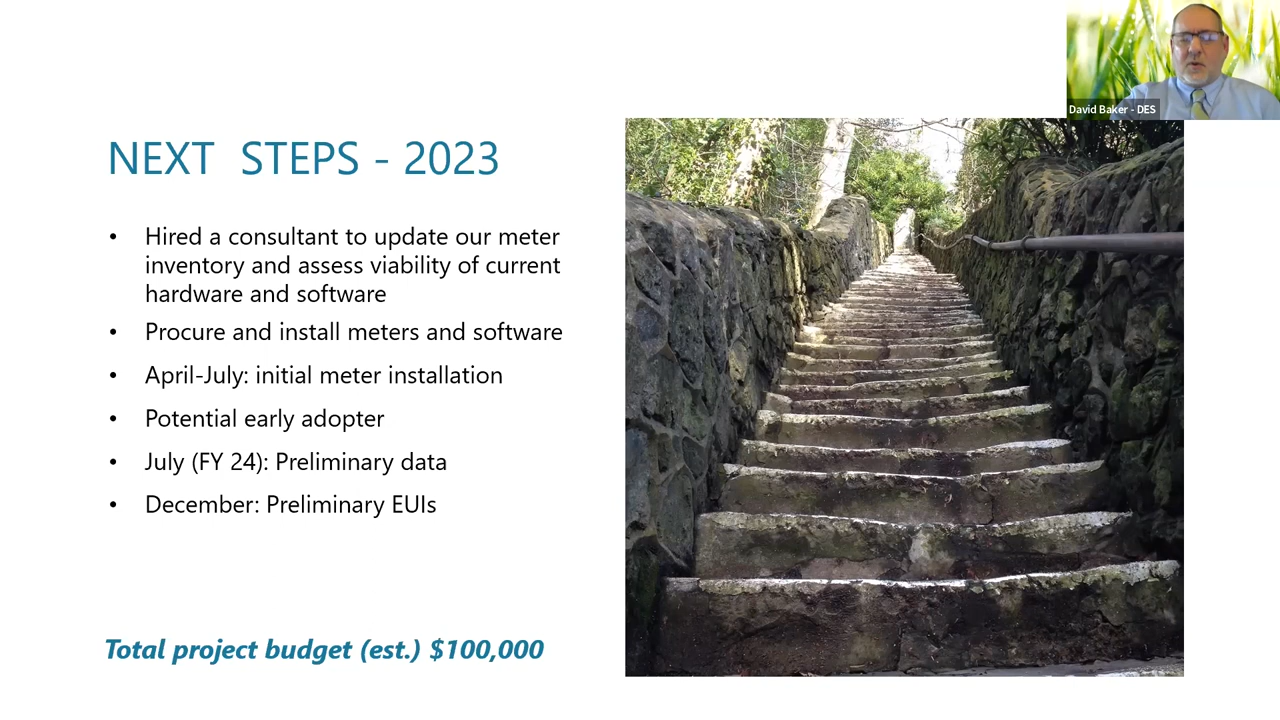 David Baker - DES
NEXT STEPS - 2023
• Hired a consultant to update our meter
inventory and assess viability of current
hardware and software
• Procure and install meters and software
• April-July: initial meter installation
• Potential early adopter
• July (FY 24): Preliminary data
• December: Preliminary EUIs
Total project budget (est.) $100,000